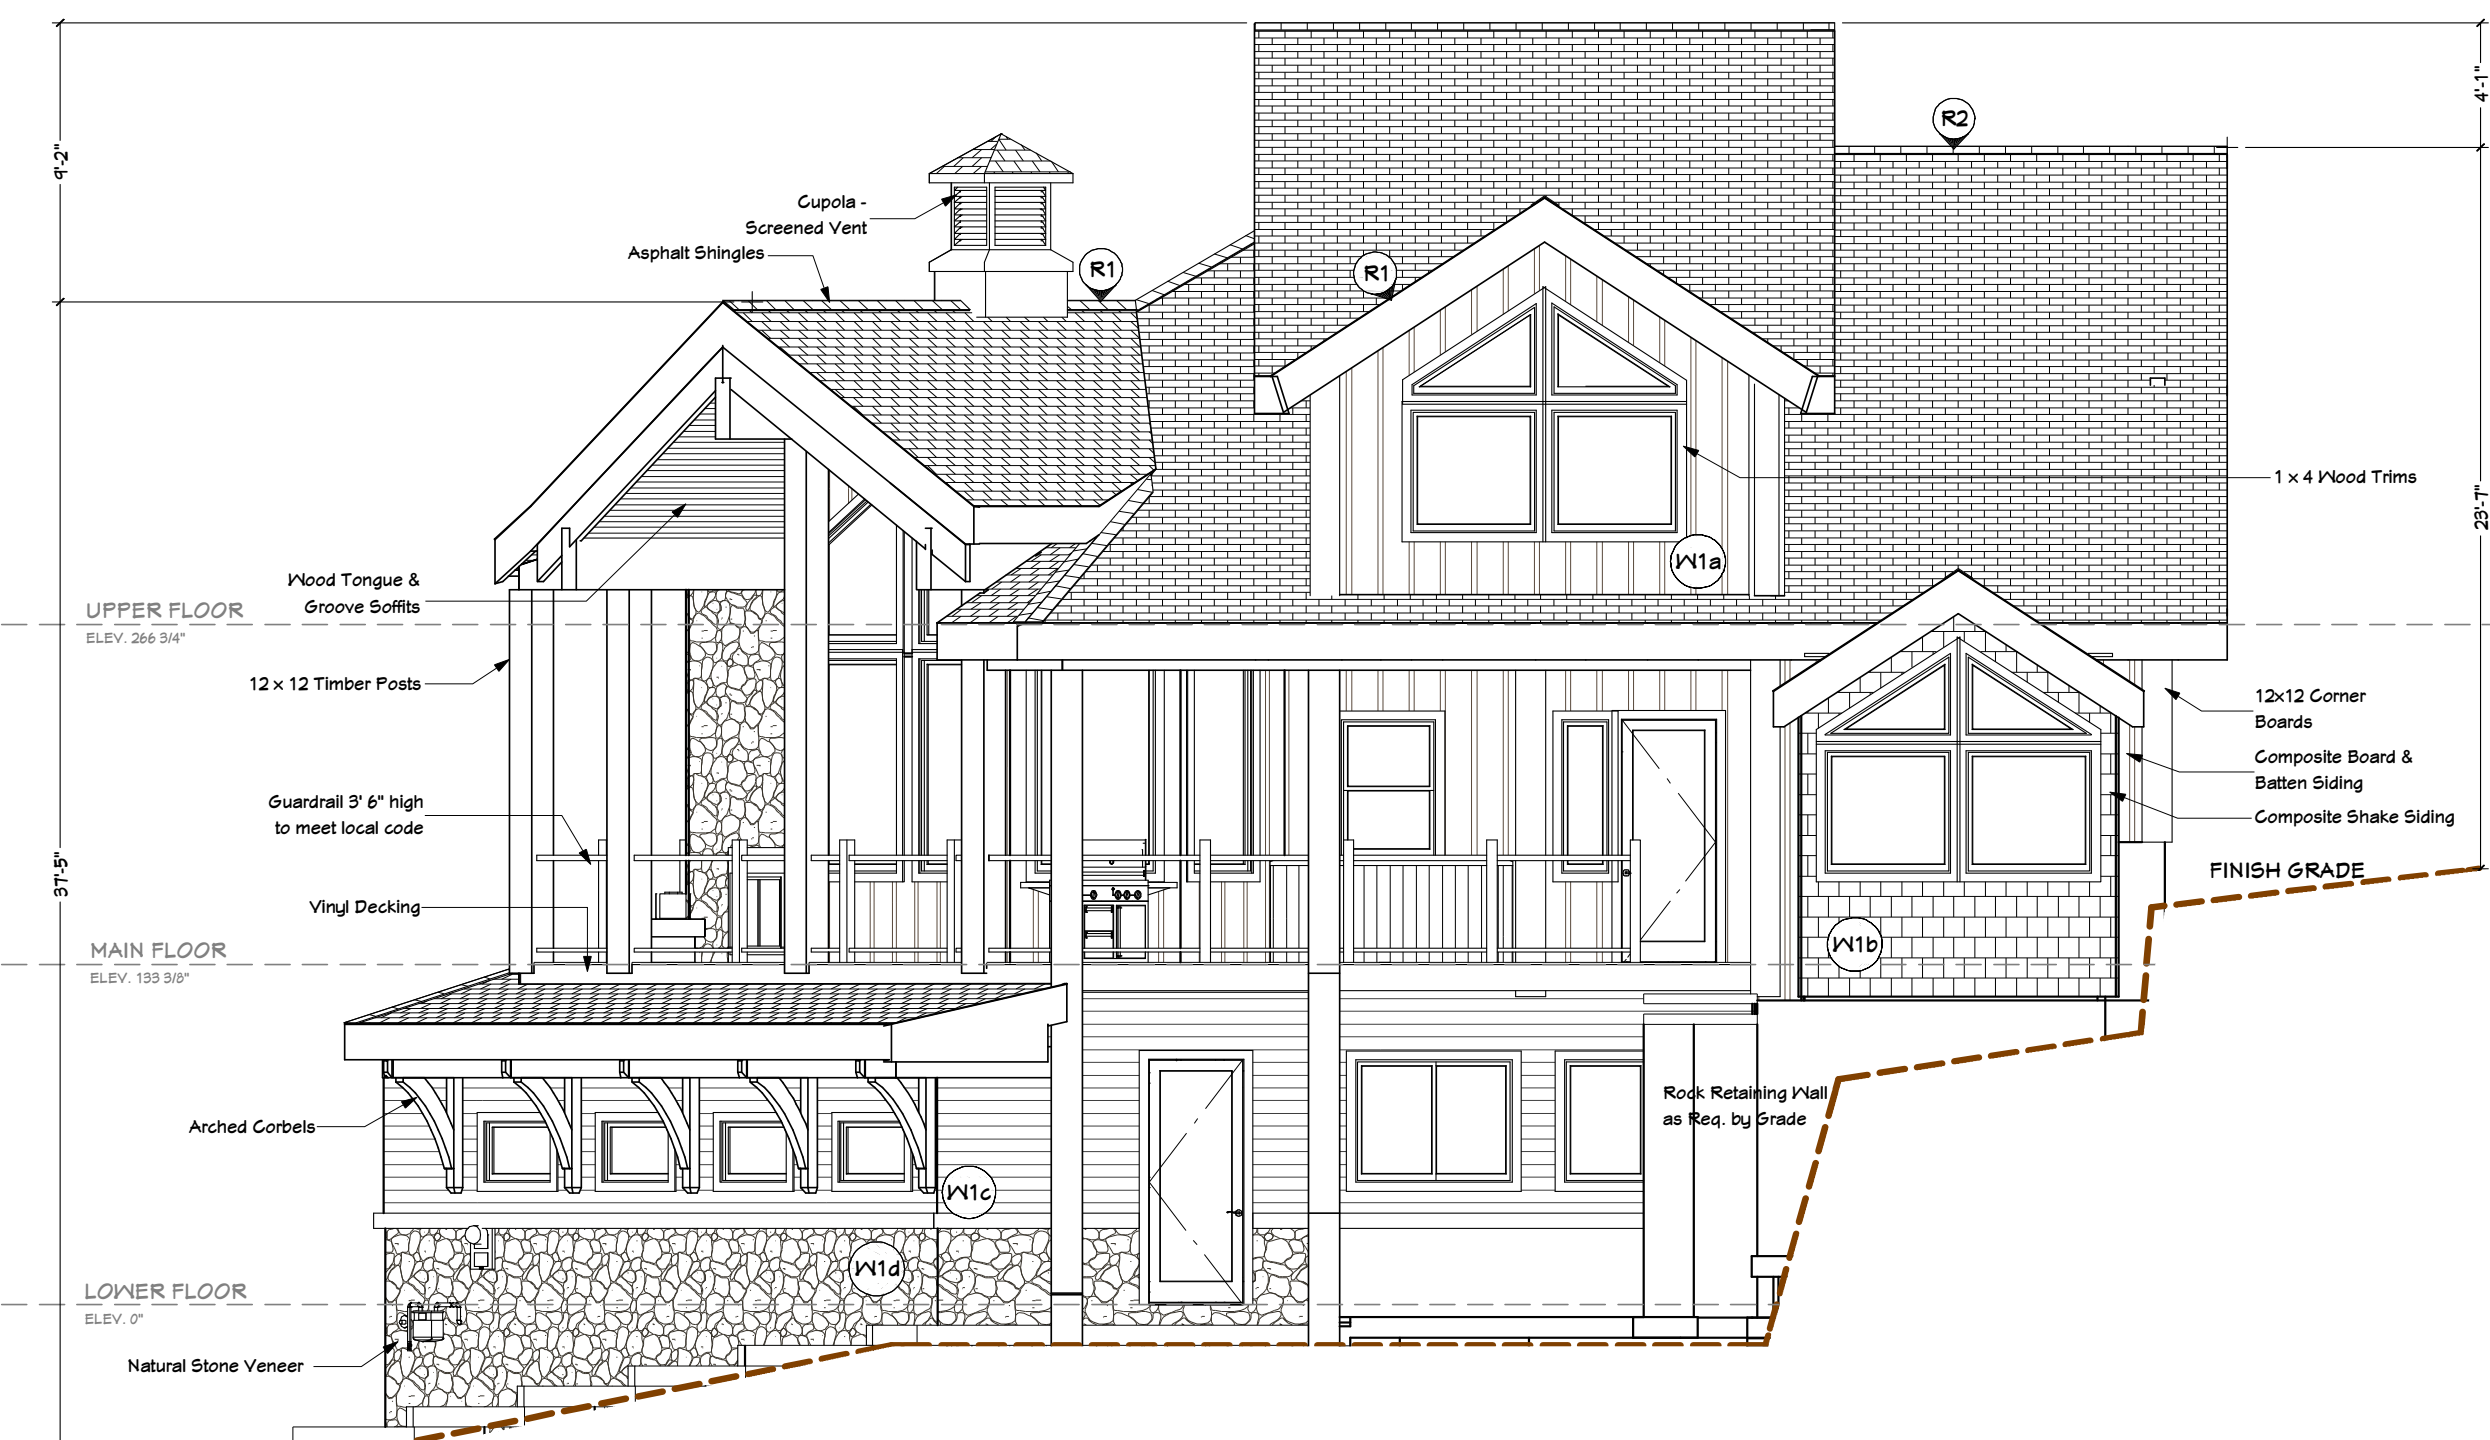 4'-1"
R2
9'-2"
Cupola -
Screened Vent
Asphalt Shingles
R1
R1
1 x 4 Wood Trims
23'-7"
W1a
Wood Tongue &
Groove Soffits
UPPER FLOOR
ELEV. 266 3/4"
12 x 12 Timber Posts
12x12 Corner
Boards
Composite Board &
Batten Siding
Composite Shake Siding
Guardrail 3' 6" high
to meet local code
37'-5"
FINISH GRADE
Vinyl Decking
W1b
MAIN FLOOR
ELEV. 133 3/8"
Rock Retaining Wall
as Req. by Grade
Arched Corbels
W1c
W1d
LOWER FLOOR
ELEV. 0"
Natural Stone Veneer